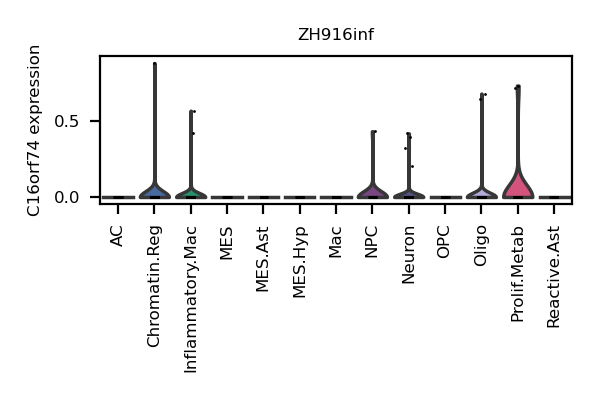 ZH916inf
C16orf74 expression
0.5
0.0
AC
Chromatin.Reg
Inflammatory.Mac
MES
MES.Ast
MES.Hyp
Mac
NPC
Neuron
OPC
Oligo
Prolif.Metab
Reactive.Ast